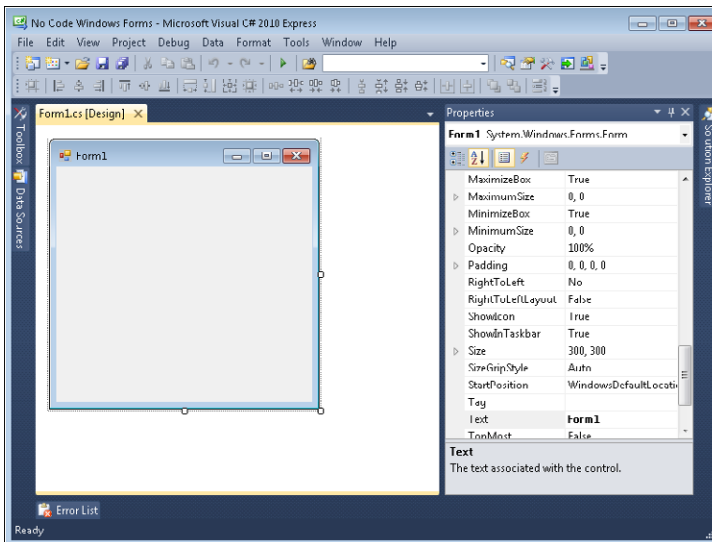 No Code Windows Forms - Microsoft Visual C# 2010 Express
File Edit View Project Debug Data Format Tools Window Help
Toolbox
Data Sources
Form1.cs [Design]
Form1
Properties
Form1 System.Windows.Forms.Form
MaximizeBox True
MaximumSize 0, 0
MinimizeBox True
MinimumSize 0, 0
Opacity 100%
Padding 0, 0, 0, 0
RightToLeft No
RightToLeftLayout False
ShowIcon True
ShowInTaskbar True
Size 300, 300
SizeGripStyle Auto
StartPosition WindowsDefaultLocati
Tag
Text Form1
TopMost False
Text
The text associated with the control.
Solution Explorer
Error List
Ready